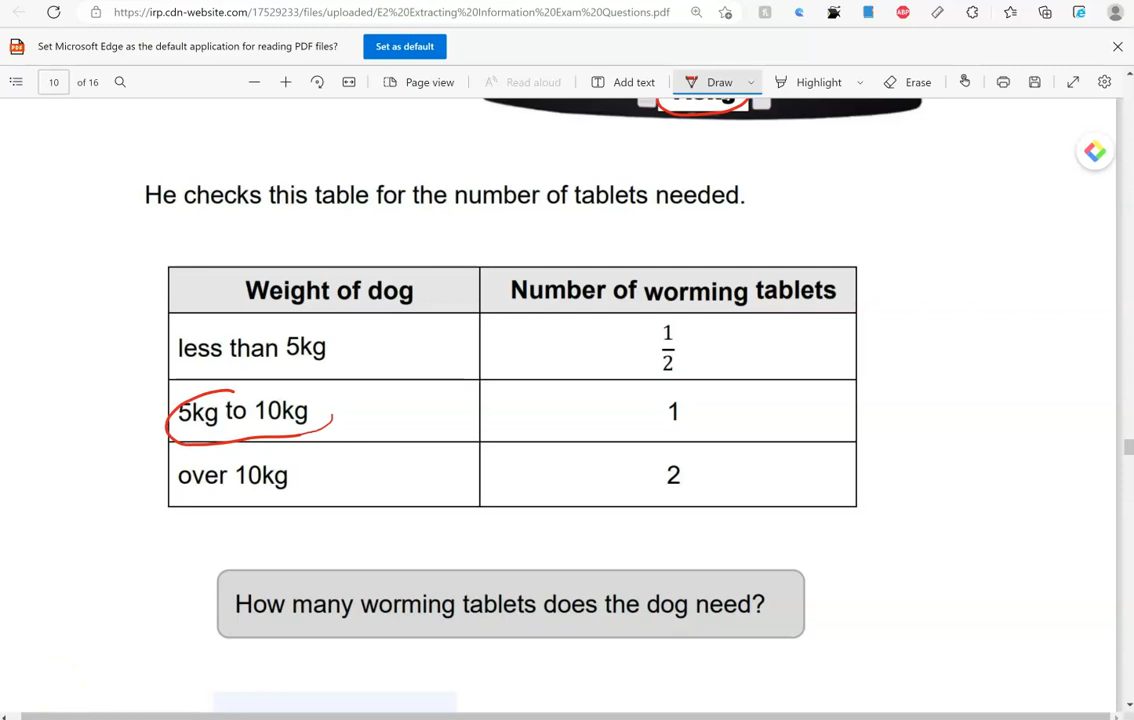 https://irp.cdn-website.com/17529233/files/uploaded/E2%20Extracting%20Information%20Exam%20Questions.pdf
ABP
PDF
Set Microsoft Edge as the default application for reading PDF files?
Set as default
10 of 16
Page view
Read aloud
Add text
Draw
Highlight
Erase
He checks this table for the number of tablets needed.
Weight of dog Number of worming tablets
less than 5kg 1/2
5kg to 10kg 1
over 10kg 2
How many worming tablets does the dog need?